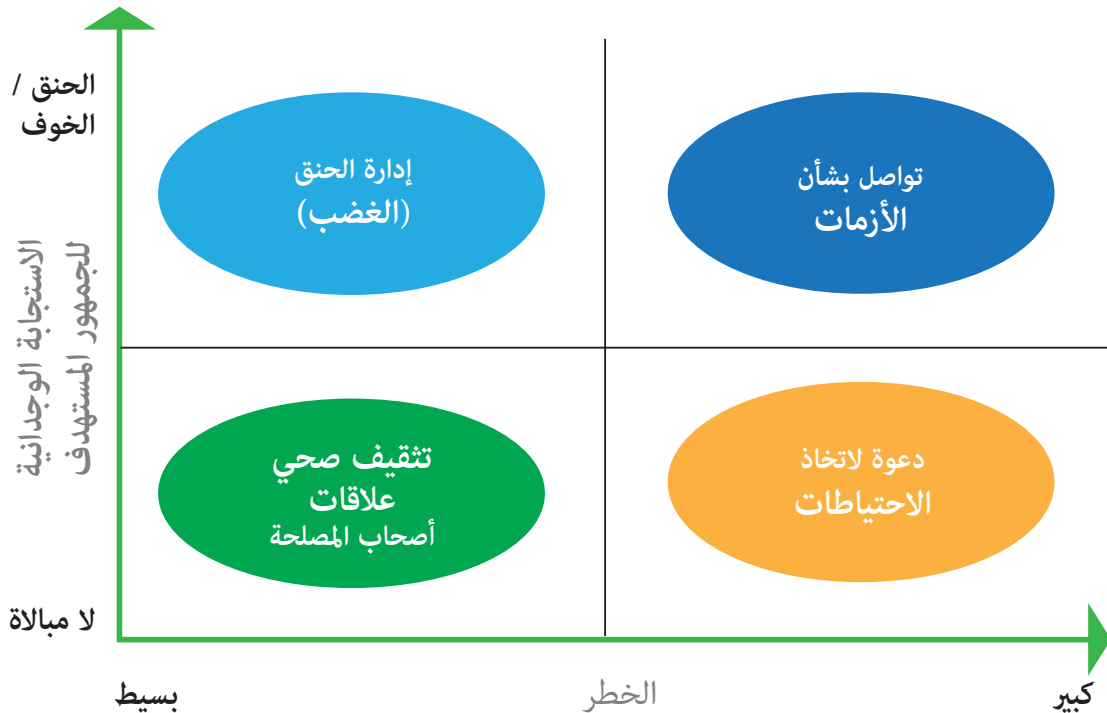 الحنق /
الخوف
إدارة الحنق
(الغضب)
تواصل بشأن
الأزمات
الاستجابة الوجدانية
للجمهور المستهدف
تثقيف صحي
علاقات
أصحاب المصلحة
دعوة لاتخاذ
الاحتياطات
لا مبالاة
بسيط
الخطر
كبير